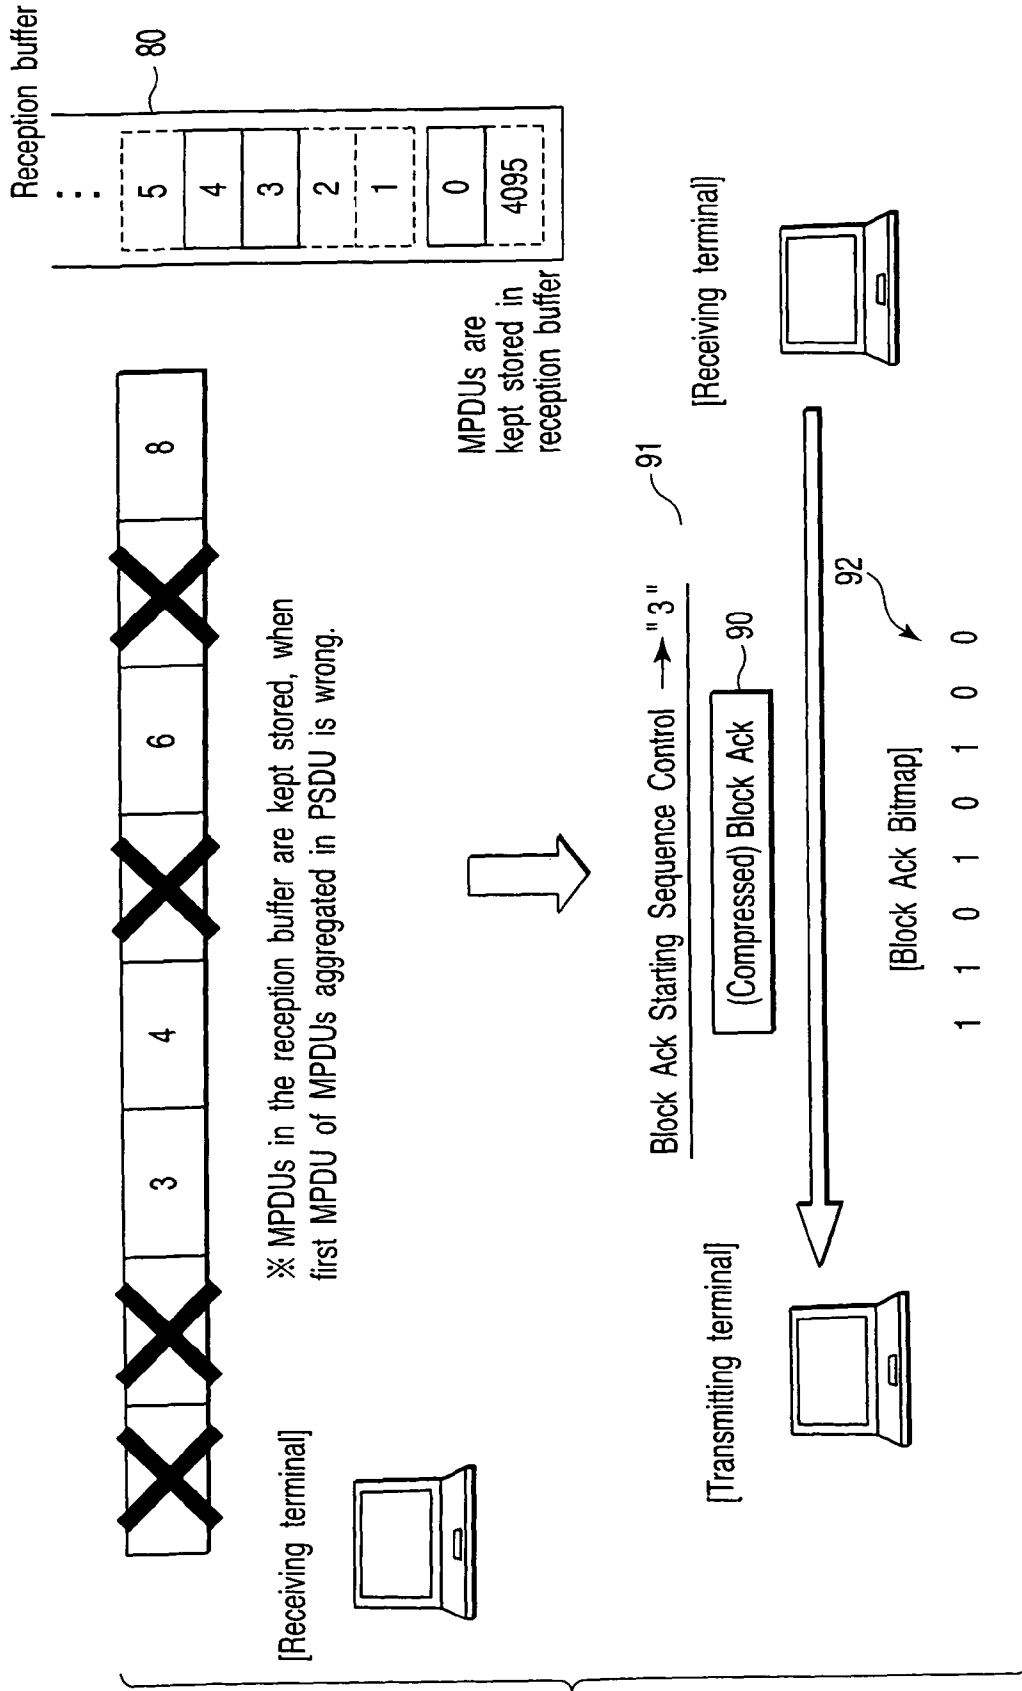 Reception buffer
80
5
4
3
2
1
0
4095
MPDUs are
kept stored in
reception buffer
3
4
6
8
※ MPDUs in the reception buffer are kept stored, when
first MPDU of MPDUs aggregated in PSDU is wrong.
[Receiving terminal]
Block Ack Starting Sequence Control → "3"
91
(Compressed) Block Ack
90
[Transmitting terminal]
[Receiving terminal]
92
[Block Ack Bitmap]
1 1 0 1 0 1 0 0